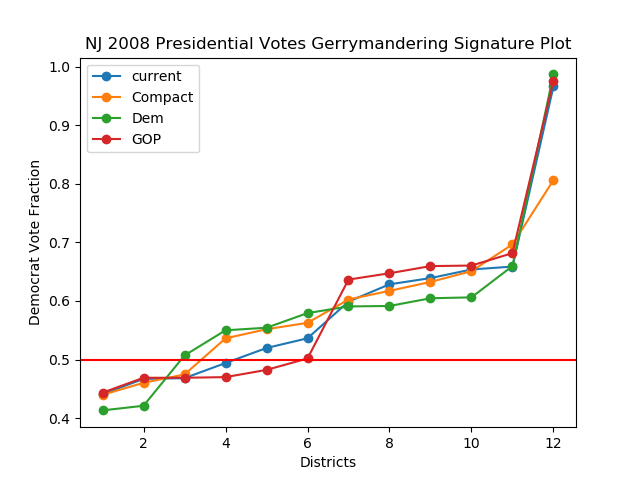 NJ 2008 Presidential Votes Gerrymandering Signature Plot
current
Compact
Dem
GOP
1.0
0.9
0.8
0.7
0.6
0.5
0.4
Democrat Vote Fraction
2 4 6 8 10 12
Districts